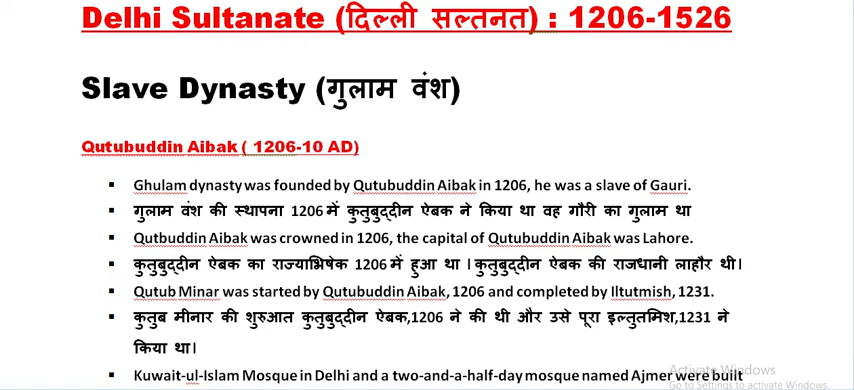 Delhi Sultanate (दिल्ली सल्तनत) : 1206-1526
Slave Dynasty (गुलाम वंश)
Qutubuddin Aibak ( 1206-10 AD)
▪ Ghulam dynasty was founded by Qutubuddin Aibak in 1206, he was a slave of Gauri.
▪ गुलाम वंश की स्थापना 1206 में कुतुबुद्दीन ऐबक ने किया था वह गौरी का गुलाम था
▪ Qutbuddin Aibak was crowned in 1206, the capital of Qutubuddin Aibak was Lahore.
▪ कुतुबुद्दीन ऐबक का राज्याभिषेक 1206 में हुआ था । कुतुबुद्दीन ऐबक की राजधानी लाहौर थी।
▪ Qutub Minar was started by Qutubuddin Aibak, 1206 and completed by Iltutmish, 1231.
▪ कुतुब मीनार की शुरुआत कुतुबुद्दीन ऐबक,1206 ने की थी और उसे पूरा इल्तुतमिश,1231 ने
किया था।
▪ Kuwait-ul-Islam Mosque in Delhi and a two-and-a-half-day mosque named Ajmer were built
Activate Windows
Go to Settings to activate Windows.